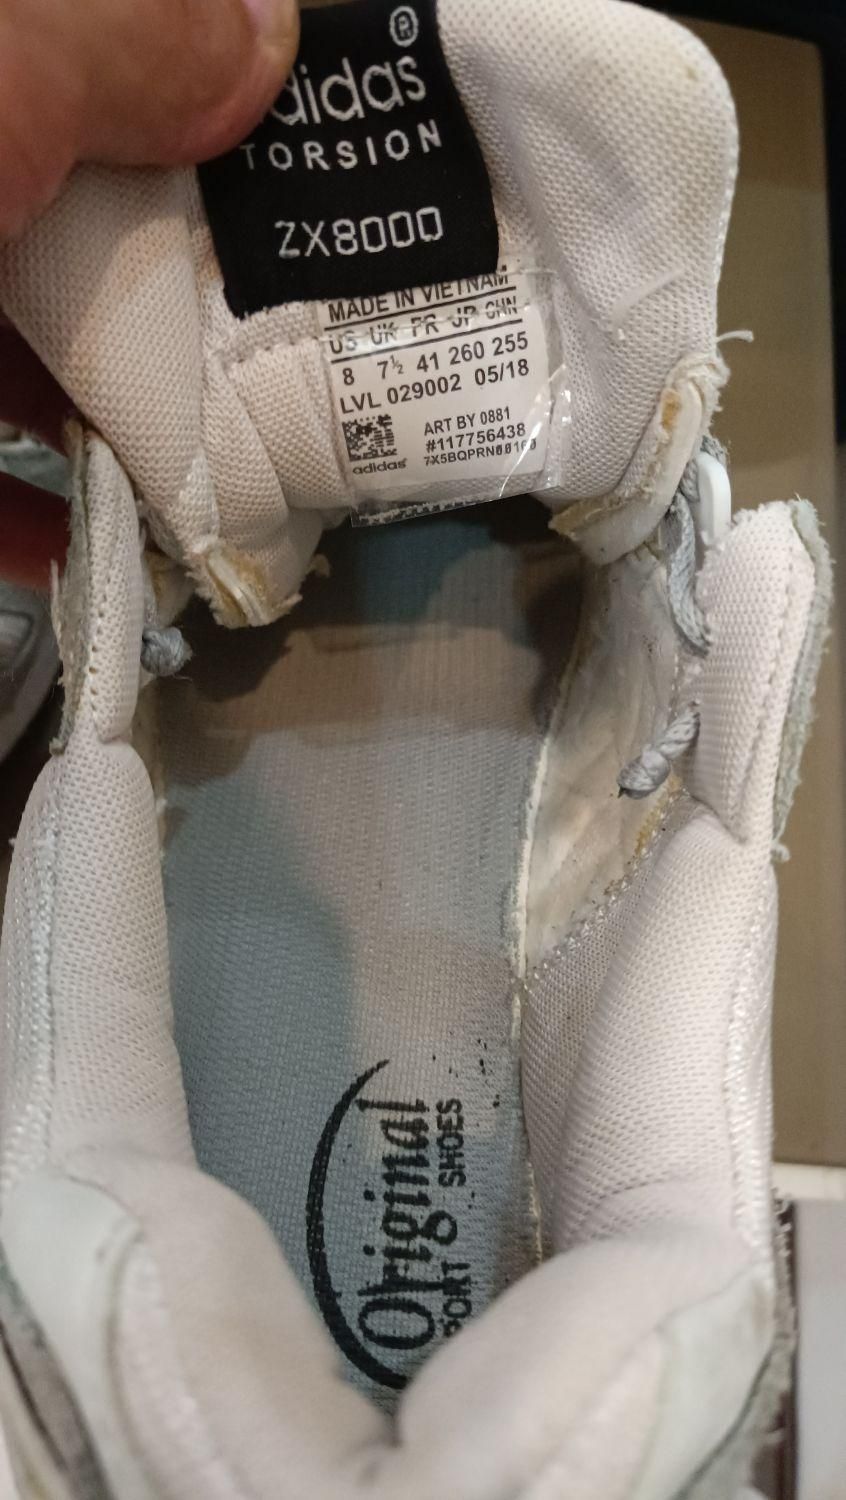 ®
adidas
TORSION
ZX8000
MADE IN VIETNAM
US UK FR JP CHN
8 7½ 41 260 255
LVL 029002 05/18
ART BY 0881
#117756438
7X5BQPRN00160
adidas
Original
SPORT SHOES